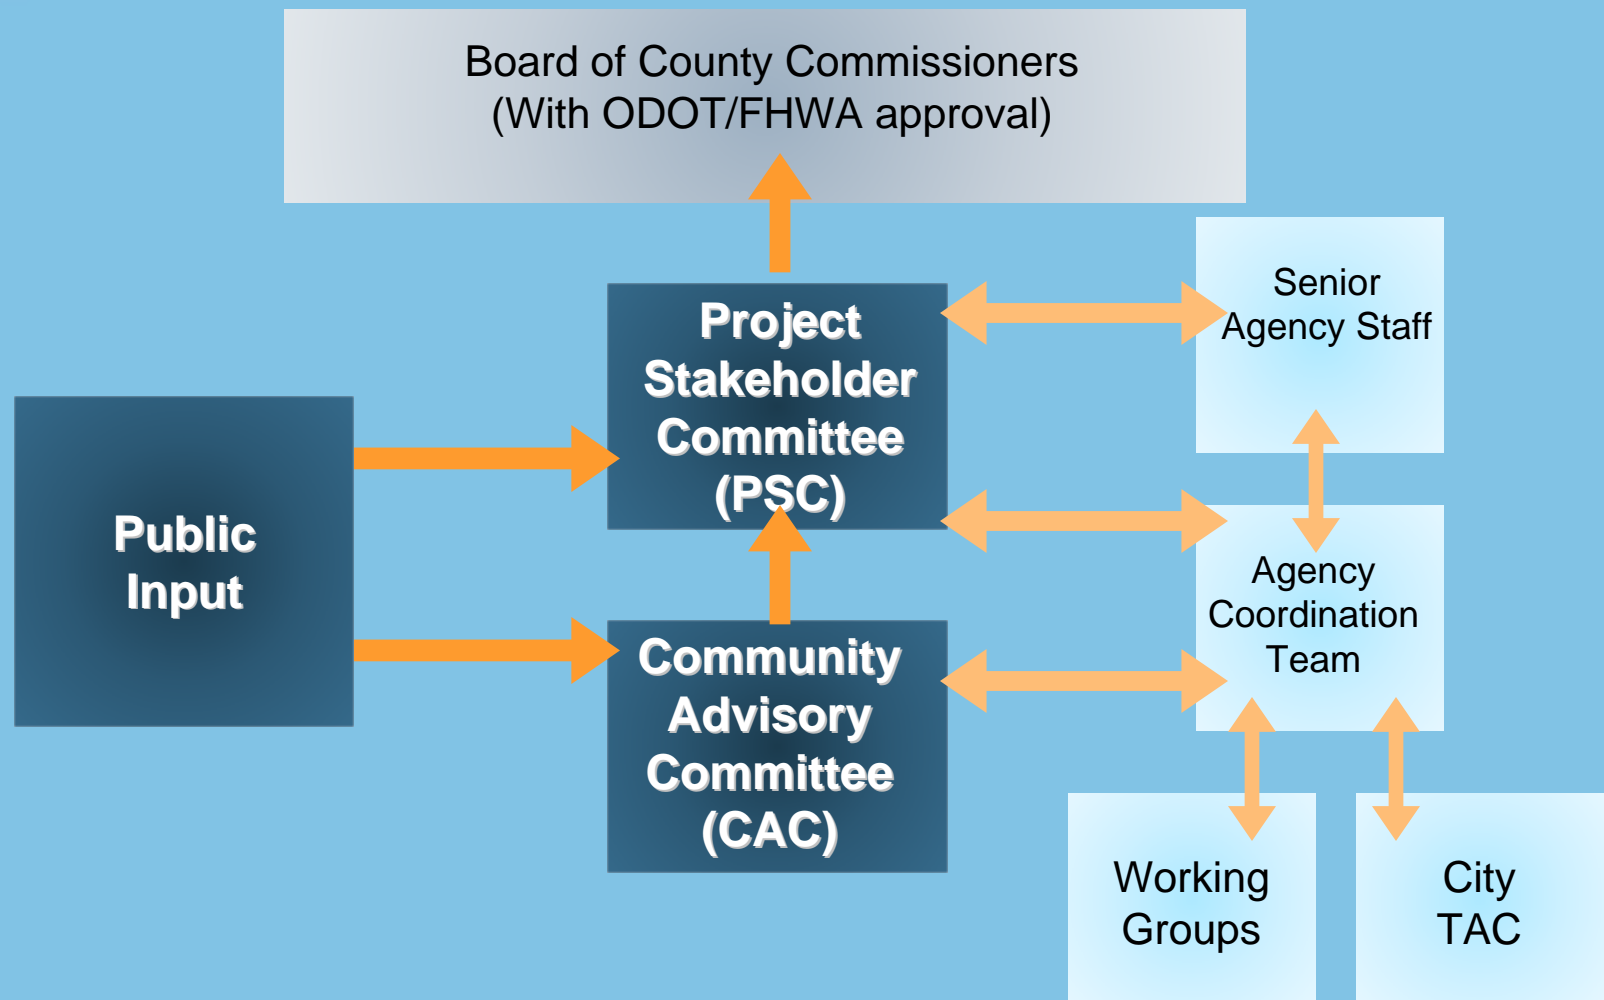 Board of County Commissioners
(With ODOT/FHWA approval)
Senior
Agency Staff
Project
Stakeholder
Committee
(PSC)
Public
Input
Agency
Coordination
Team
Community
Advisory
Committee
(CAC)
Working
Groups
City
TAC